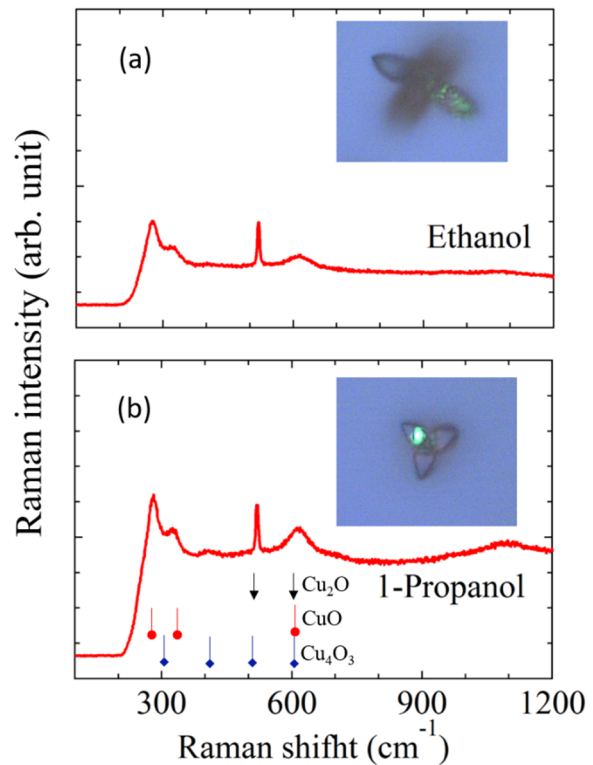 (a)
Ethanol
(b)
1-Propanol
Cu₂O
CuO
Cu₄O₃
300 600 900 1200
Raman shifht (cm⁻¹)
Raman intensity (arb. unit)